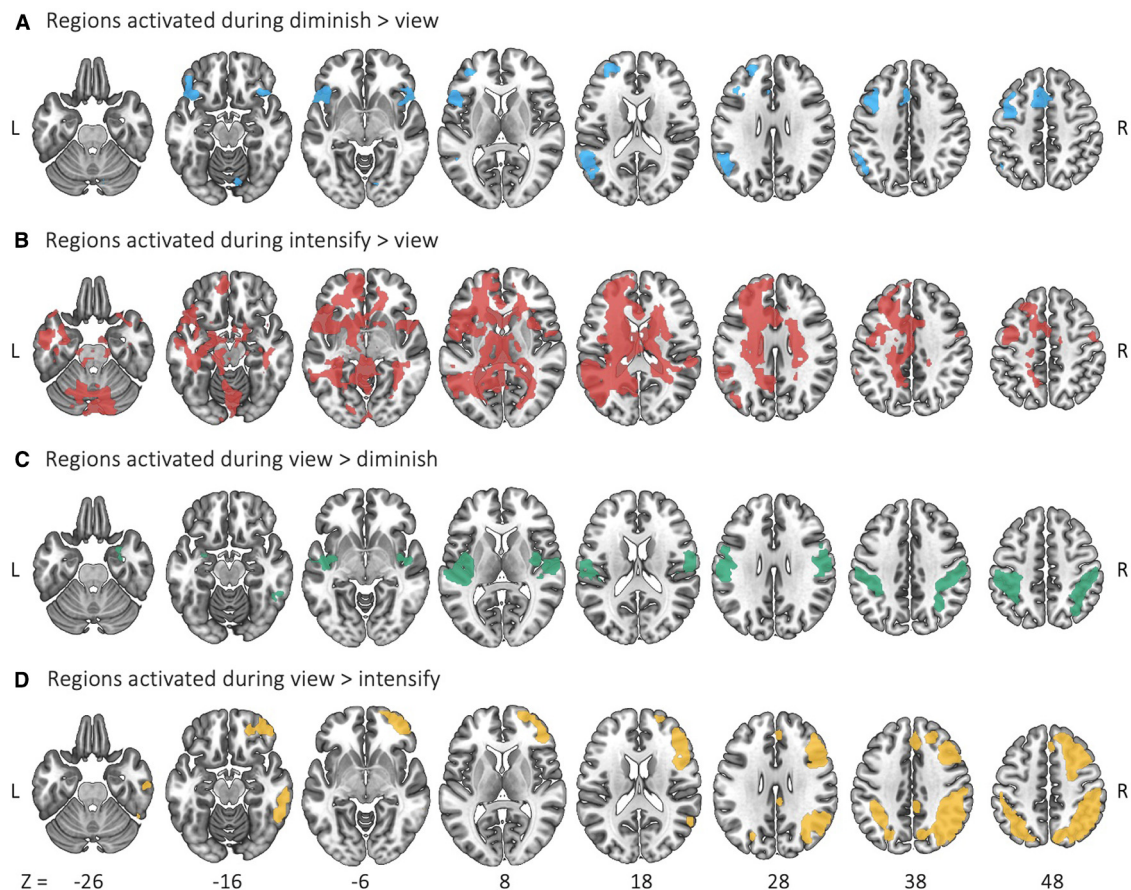 A Regions activated during diminish > view
L R
B Regions activated during intensify > view
L R
C Regions activated during view > diminish
L R
D Regions activated during view > intensify
L R
Z = -26 -16 -6 8 18 28 38 48